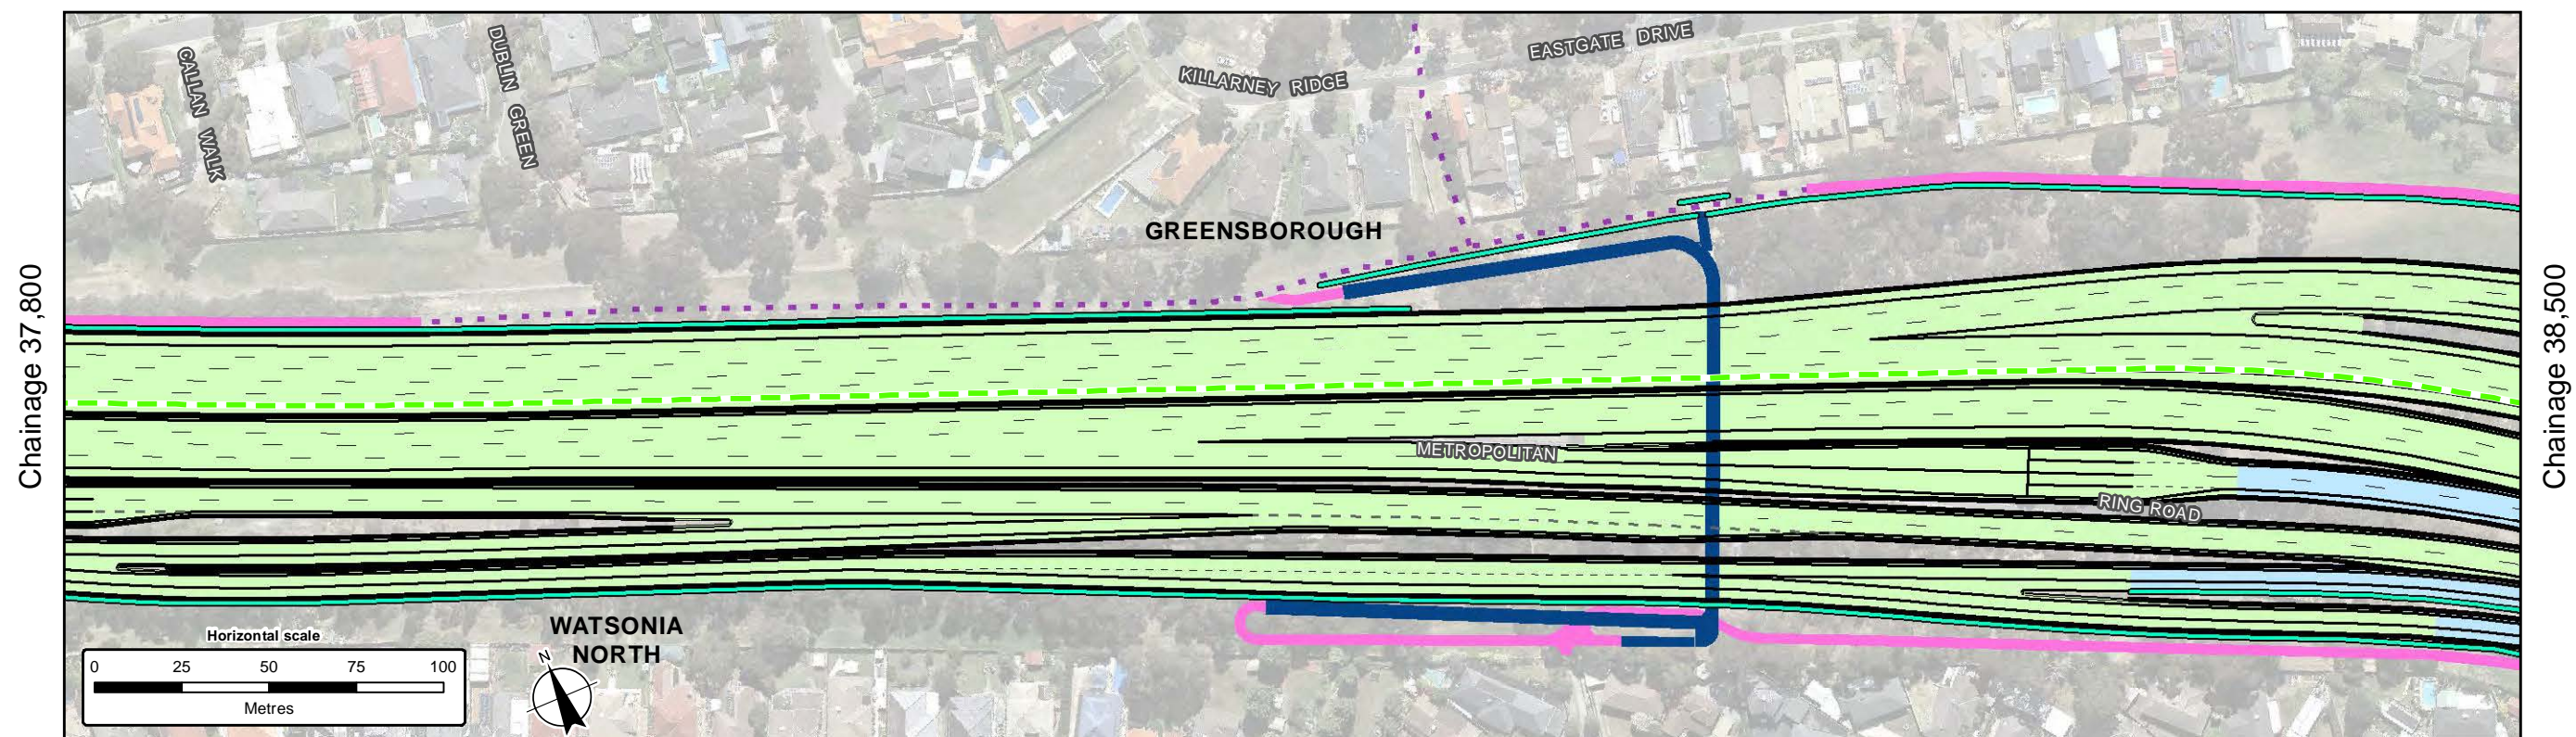 CALLAN WALK
DUBLIN GREEN
KILLARNEY RIDGE
EASTGATE DRIVE
GREENSBOROUGH
Chainage 37,800
Chainage 38,500
METROPOLITAN
RING ROAD
WATSONIA
NORTH
Horizontal scale
0 25 50 75 100
Metres
N